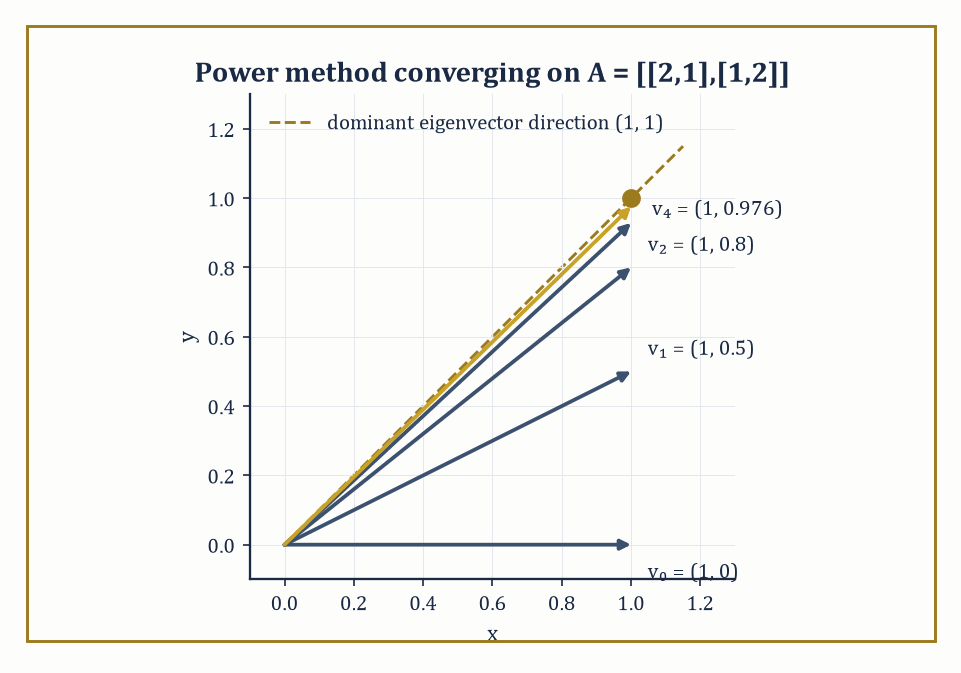 Power method converging on A = [[2,1],[1,2]]
dominant eigenvector direction (1, 1)
1.2
1.0
v₄ = (1, 0.976)
v₂ = (1, 0.8)
0.8
y
0.6
v₁ = (1, 0.5)
0.4
0.2
0.0
v₀ = (1, 0)
0.0 0.2 0.4 0.6 0.8 1.0 1.2
x